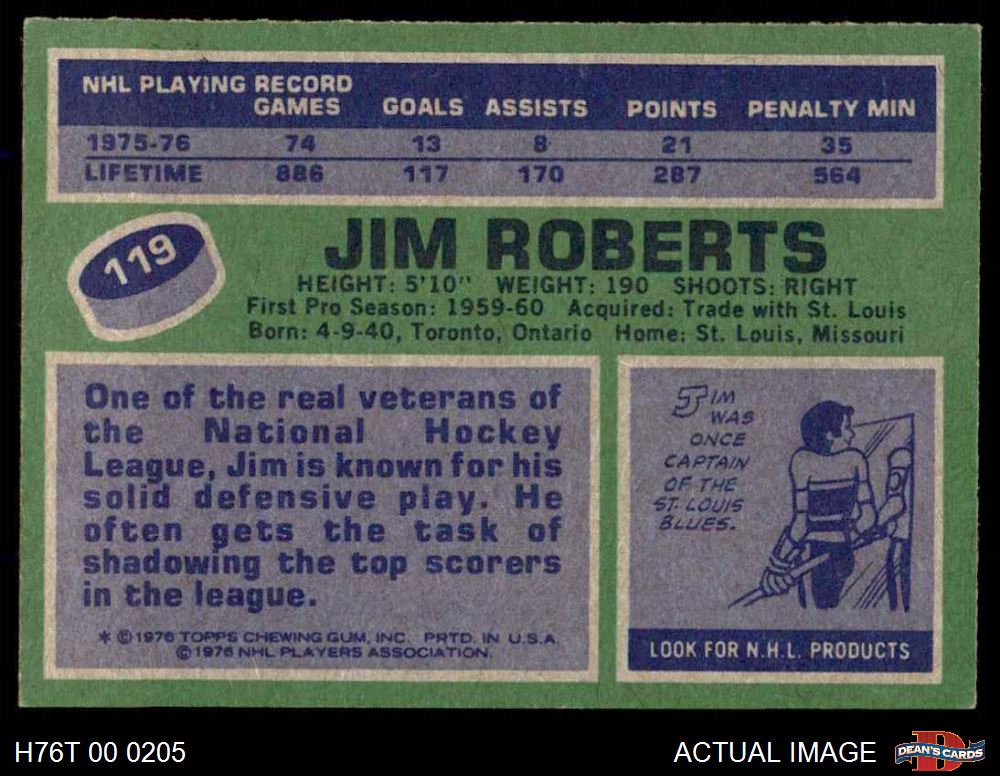 NHL PLAYING RECORD
GAMES GOALS ASSISTS POINTS PENALTY MIN
1975-76 74 13 8 21 35
LIFETIME 886 117 170 287 564
119
JIM ROBERTS
HEIGHT: 5'10" WEIGHT: 190 SHOOTS: RIGHT
First Pro Season: 1959-60 Acquired: Trade with St. Louis
Born: 4-9-40, Toronto, Ontario Home: St. Louis, Missouri
One of the real veterans of
the National Hockey
League, Jim is known for his
solid defensive play. He
often gets the task of
shadowing the top scorers
in the league.
* © 1976 TOPPS CHEWING GUM, INC. PRTD. IN U.S.A.
© 1976 NHL PLAYERS ASSOCIATION.
JIM
WAS
ONCE
CAPTAIN
OF THE
ST. LOUIS
BLUES.
LOOK FOR N.H.L. PRODUCTS
H76T 00 0205
ACTUAL IMAGE
D
DEAN'S CARDS